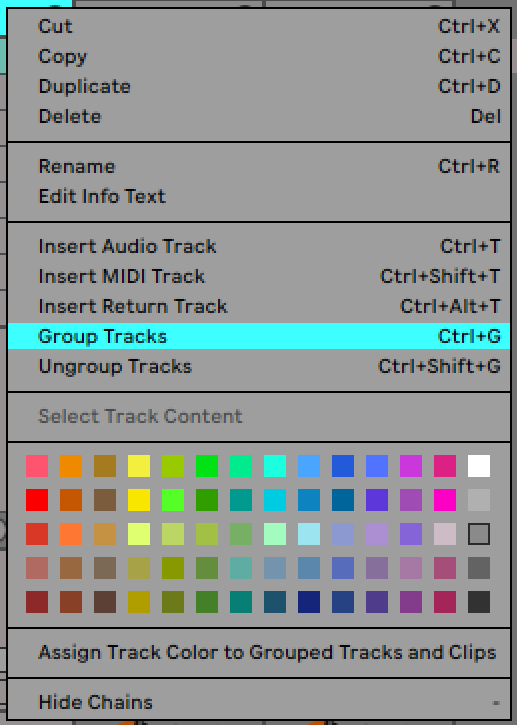 Cut Ctrl+X
Copy Ctrl+C
Duplicate Ctrl+D
Delete Del
Rename Ctrl+R
Edit Info Text
Insert Audio Track Ctrl+T
Insert MIDI Track Ctrl+Shift+T
Insert Return Track Ctrl+Alt+T
Group Tracks Ctrl+G
Ungroup Tracks Ctrl+Shift+G
Select Track Content
Assign Track Color to Grouped Tracks and Clips
Hide Chains -